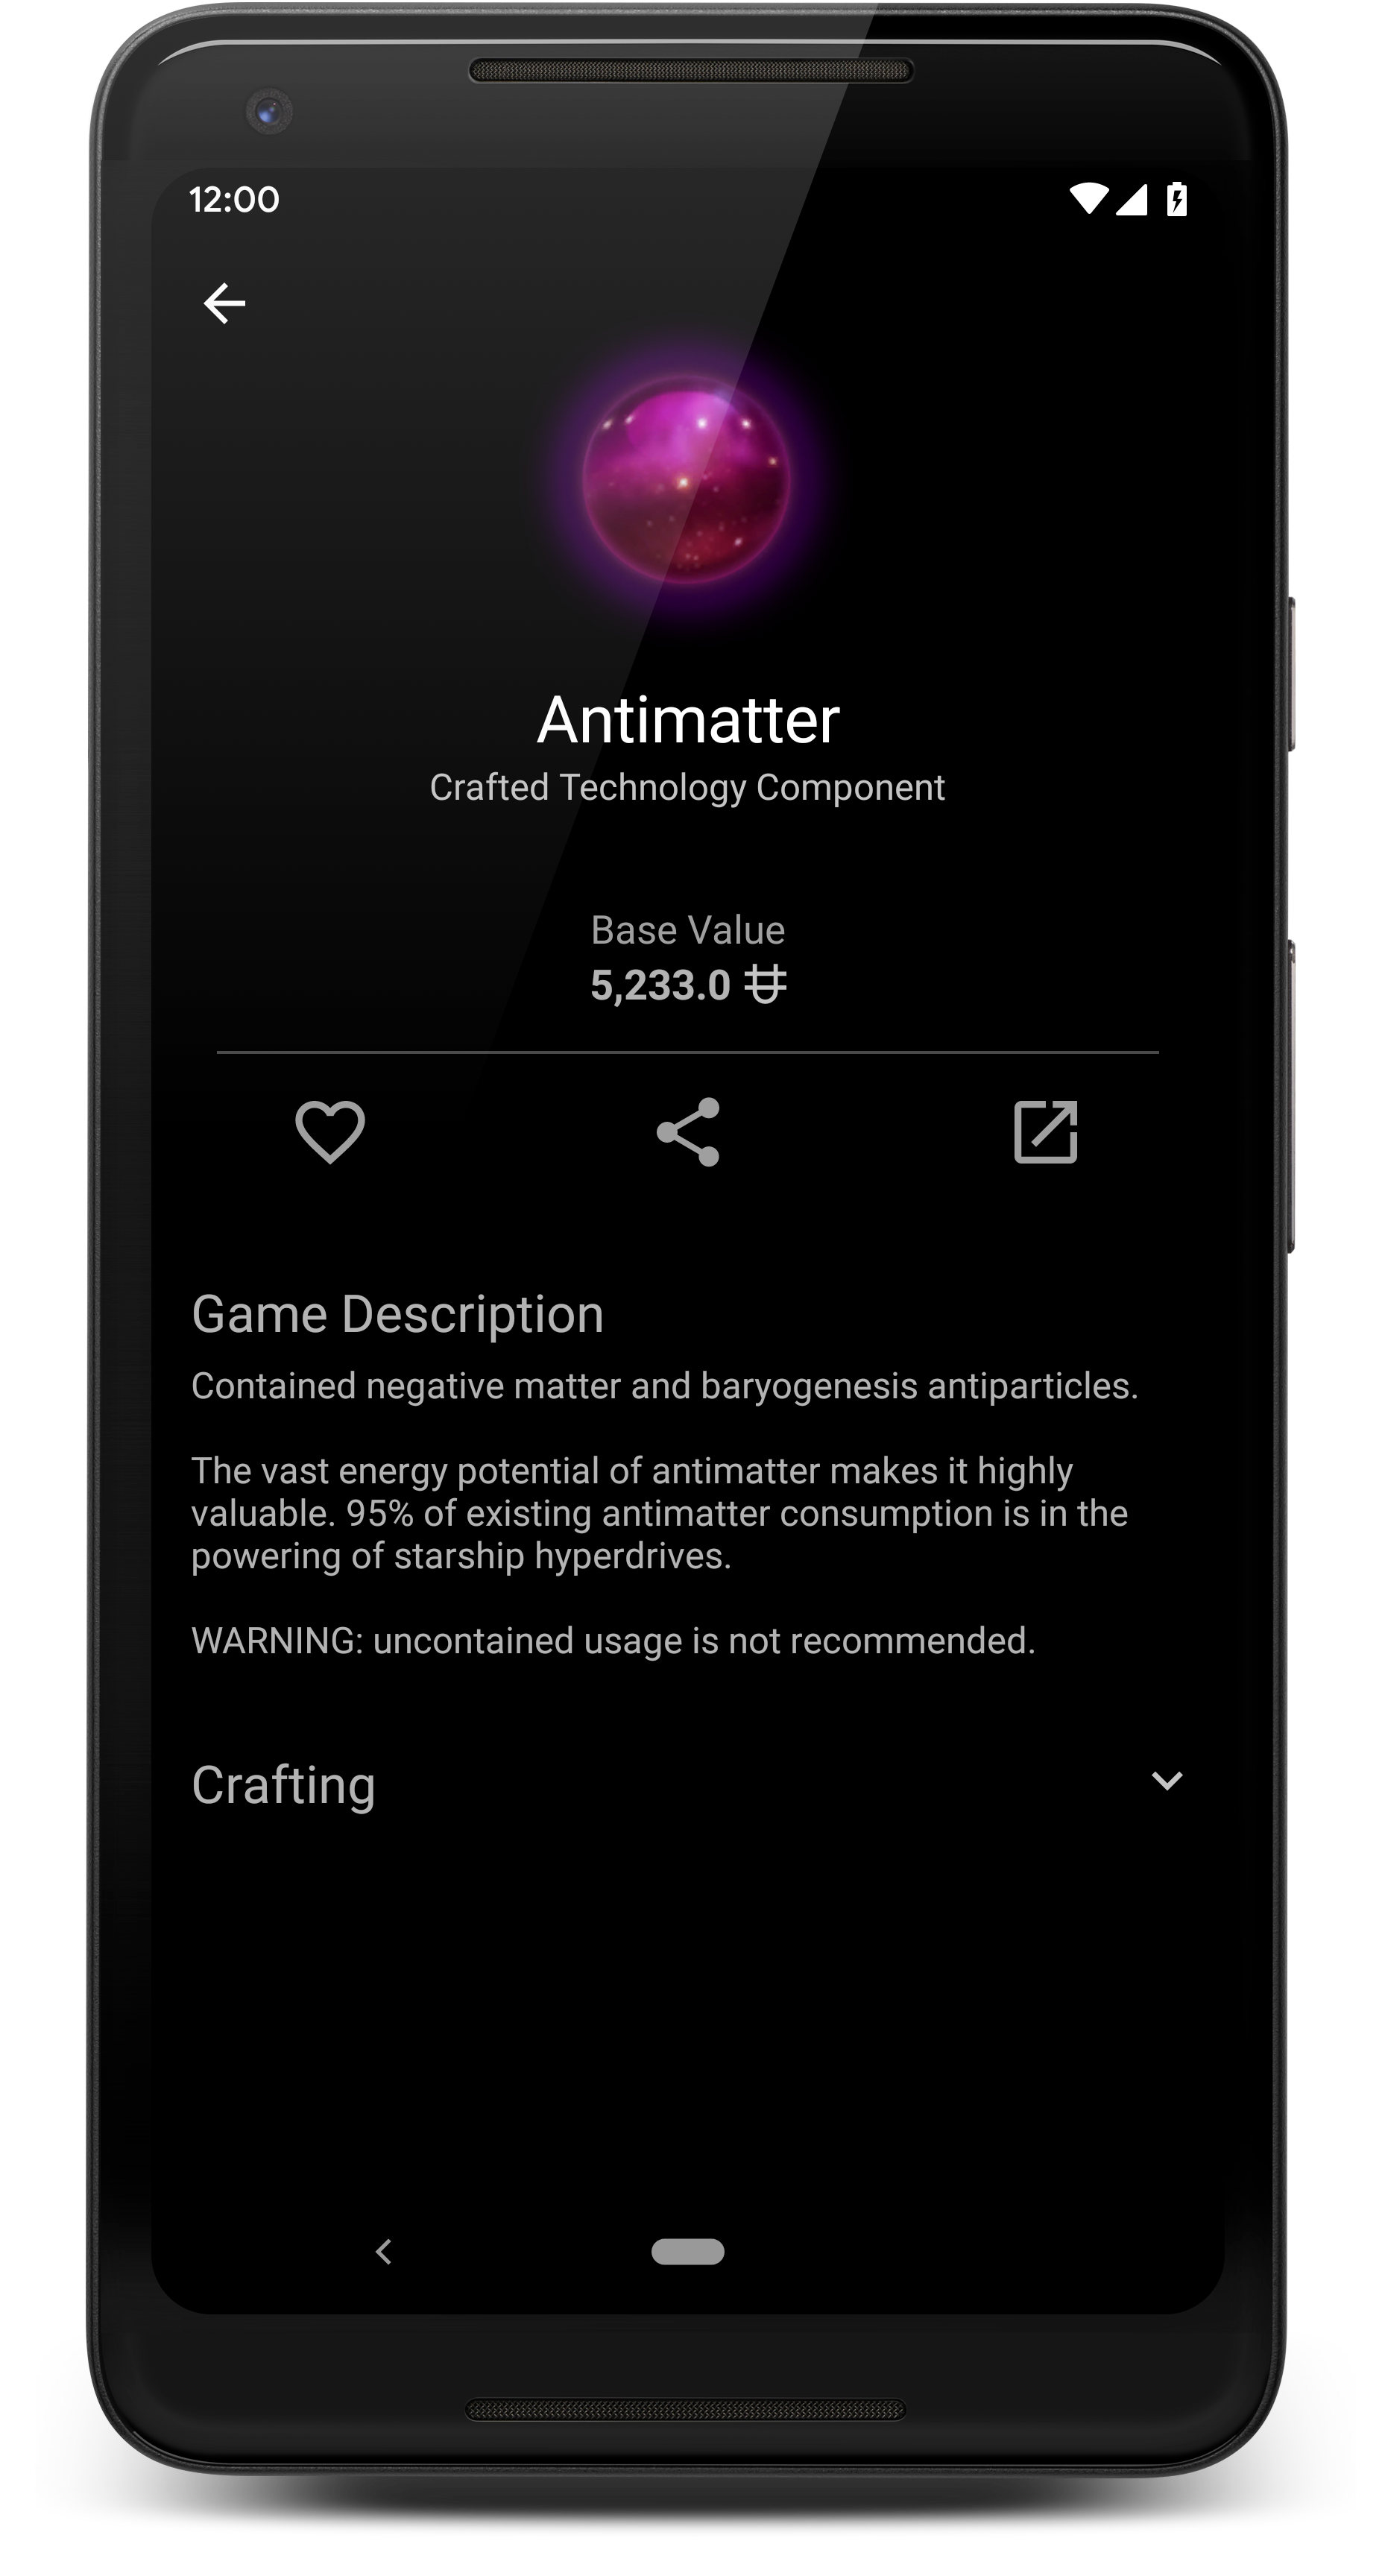 12:00
Antimatter
Crafted Technology Component
Base Value
5,233.0
Game Description
Contained negative matter and baryogenesis antiparticles.
The vast energy potential of antimatter makes it highly
valuable. 95% of existing antimatter consumption is in the
powering of starship hyperdrives.
WARNING: uncontained usage is not recommended.
Crafting